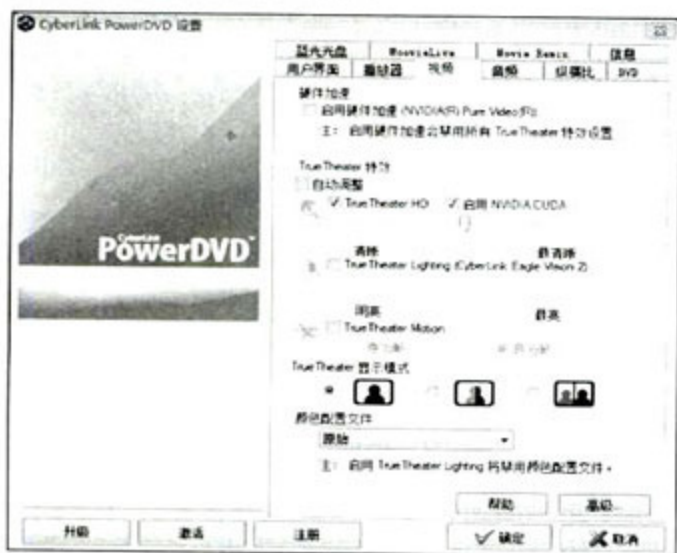 CyberLink PowerDVD 设置
蓝光光盘 MoovieLive Movie Remix 信息
用户界面 播放器 视频 音频 纵横比 DVD
硬件加速
启用硬件加速 (NVIDIA(R) Pure Video(R))
主： 启用硬件加速会禁用所有 TrueTheater 特效设置
TrueTheater 特效
自动调整
TrueTheater HD 启用 NVIDIA CUDA
清晰 最清晰
TrueTheater Lighting (CyberLink Eagle Vision 2)
明亮 最亮
TrueTheater Motion
TrueTheater 显示模式
颜色配置文件
原始
主： 启用 TrueTheater Lighting 将禁用颜色配置文件。
CyberLink
PowerDVD
帮助 高级...
升级 激活 注册 确定 取消